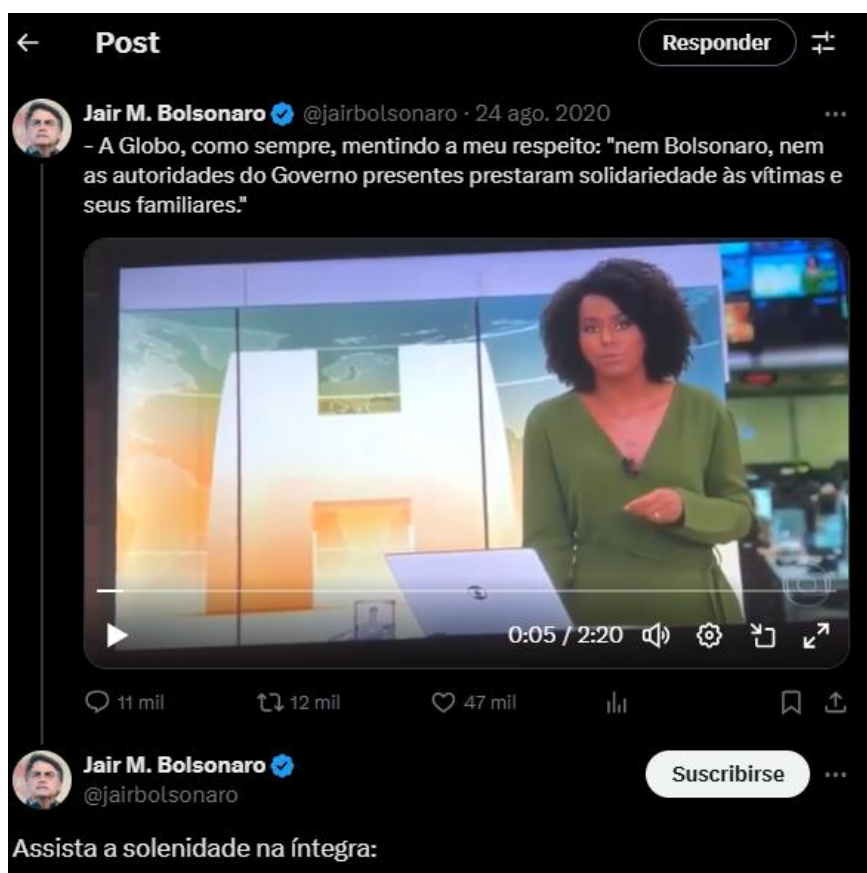 Post
Responder
Jair M. Bolsonaro @jairbolsonaro · 24 ago. 2020
- A Globo, como sempre, mentindo a meu respeito: "nem Bolsonaro, nem
as autoridades do Governo presentes prestaram solidariedade às vítimas e
seus familiares."
H
0:05 / 2:20
11 mil
12 mil
47 mil
Jair M. Bolsonaro
Suscribirse
@jairbolsonaro
Assista a solenidade na íntegra: